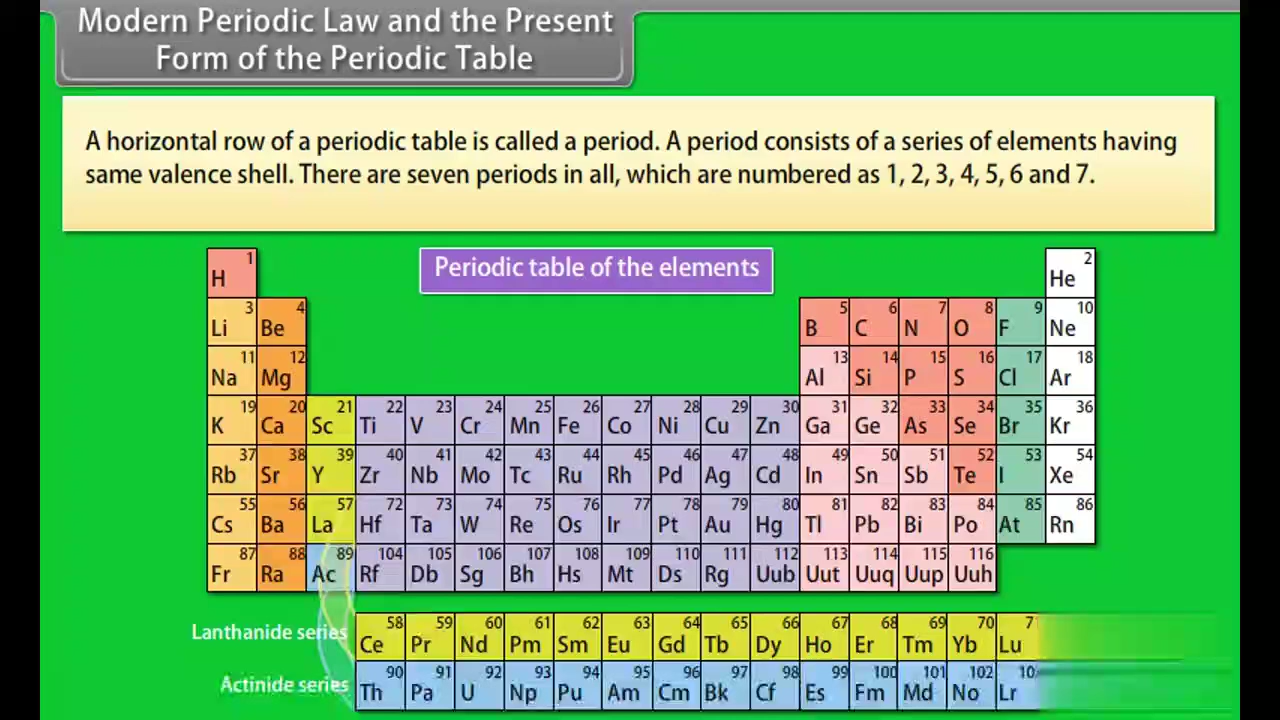 Modern Periodic Law and the Present
Form of the Periodic Table
A horizontal row of a periodic table is called a period. A period consists of a series of elements having
same valence shell. There are seven periods in all, which are numbered as 1, 2, 3, 4, 5, 6 and 7.
Periodic table of the elements
H 1 He 2
Li 3 Be 4 B 5 C 6 N 7 O 8 F 9 Ne 10
Na 11 Mg 12 Al 13 Si 14 P 15 S 16 Cl 17 Ar 18
K 19 Ca 20 Sc 21 Ti 22 V 23 Cr 24 Mn 25 Fe 26 Co 27 Ni 28 Cu 29 Zn 30 Ga 31 Ge 32 As 33 Se 34 Br 35 Kr 36
Rb 37 Sr 38 Y 39 Zr 40 Nb 41 Mo 42 Tc 43 Ru 44 Rh 45 Pd 46 Ag 47 Cd 48 In 49 Sn 50 Sb 51 Te 52 I 53 Xe 54
Cs 55 Ba 56 La 57 Hf 72 Ta 73 W 74 Re 75 Os 76 Ir 77 Pt 78 Au 79 Hg 80 Tl 81 Pb 82 Bi 83 Po 84 At 85 Rn 86
Fr 87 Ra 88 Ac 89 Rf 104 Db 105 Sg 106 Bh 107 Hs 108 Mt 109 Ds 110 Rg 111 Uub 112 Uut 113 Uuq 114 Uup 115 Uuh 116
Lanthanide series Ce 58 Pr 59 Nd 60 Pm 61 Sm 62 Eu 63 Gd 64 Tb 65 Dy 66 Ho 67 Er 68 Tm 69 Yb 70 Lu 71
Actinide series Th 90 Pa 91 U 92 Np 93 Pu 94 Am 95 Cm 96 Bk 97 Cf 98 Es 99 Fm 100 Md 101 No 102 Lr